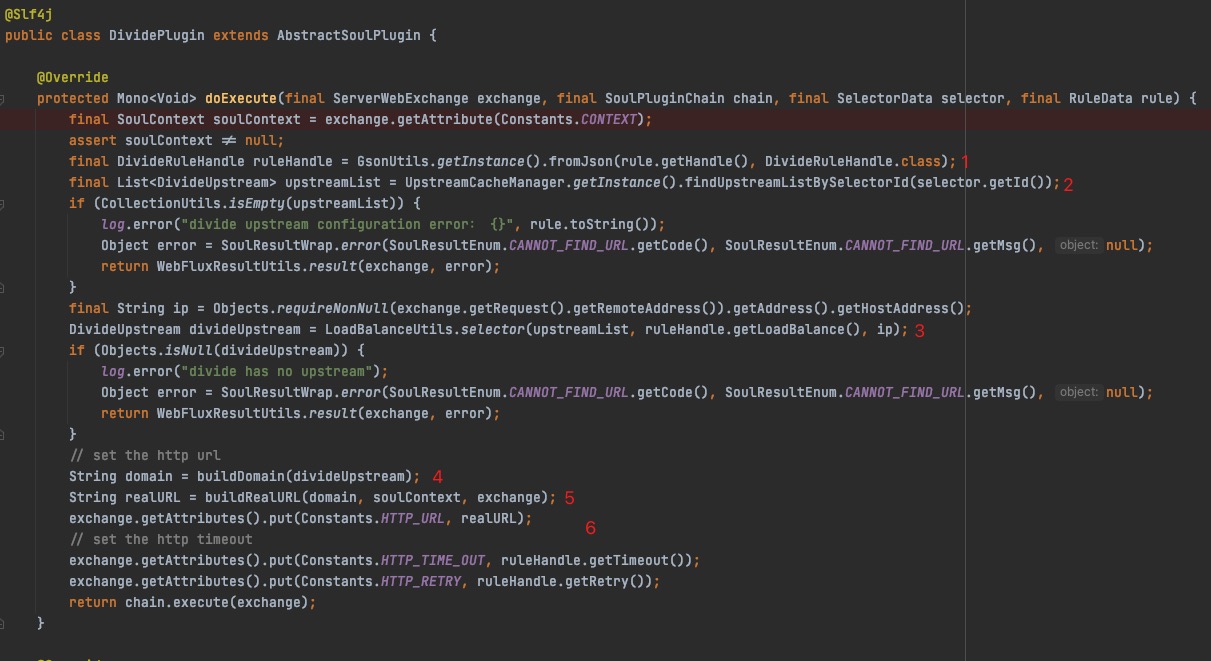 @Slf4j
public class DividePlugin extends AbstractSoulPlugin {
@Override
protected Mono<Void> doExecute(final ServerWebExchange exchange, final SoulPluginChain chain, final SelectorData selector, final RuleData rule) {
final SoulContext soulContext = exchange.getAttribute(Constants.CONTEXT);
assert soulContext ≠ null;
final DivideRuleHandle ruleHandle = GsonUtils.getInstance().fromJson(rule.getHandle(), DivideRuleHandle.class); 1
final List<DivideUpstream> upstreamList = UpstreamCacheManager.getInstance().findUpstreamListBySelectorId(selector.getId()); 2
if (CollectionUtils.isEmpty(upstreamList)) {
log.error("divide upstream configuration error: {}", rule.toString());
Object error = SoulResultWrap.error(SoulResultEnum.CANNOT_FIND_URL.getCode(), SoulResultEnum.CANNOT_FIND_URL.getMsg(), object: null);
return WebFluxResultUtils.result(exchange, error);
}
final String ip = Objects.requireNonNull(exchange.getRequest().getRemoteAddress()).getAddress().getHostAddress();
DivideUpstream divideUpstream = LoadBalanceUtils.selector(upstreamList, ruleHandle.getLoadBalance(), ip); 3
if (Objects.isNull(divideUpstream)) {
log.error("divide has no upstream");
Object error = SoulResultWrap.error(SoulResultEnum.CANNOT_FIND_URL.getCode(), SoulResultEnum.CANNOT_FIND_URL.getMsg(), object: null);
return WebFluxResultUtils.result(exchange, error);
}
// set the http url
String domain = buildDomain(divideUpstream); 4
String realURL = buildRealURL(domain, soulContext, exchange); 5
exchange.getAttributes().put(Constants.HTTP_URL, realURL);
6
// set the http timeout
exchange.getAttributes().put(Constants.HTTP_TIME_OUT, ruleHandle.getTimeout());
exchange.getAttributes().put(Constants.HTTP_RETRY, ruleHandle.getRetry());
return chain.execute(exchange);
}